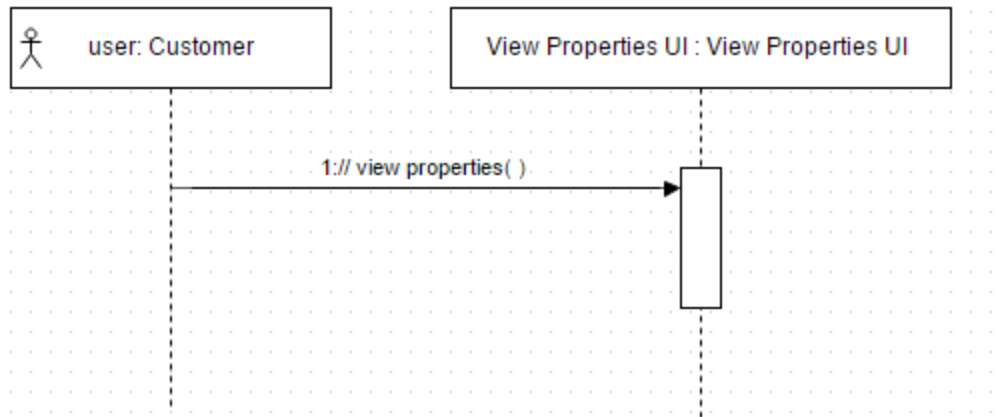 user: Customer
View Properties UI : View Properties UI
1:// view properties( )